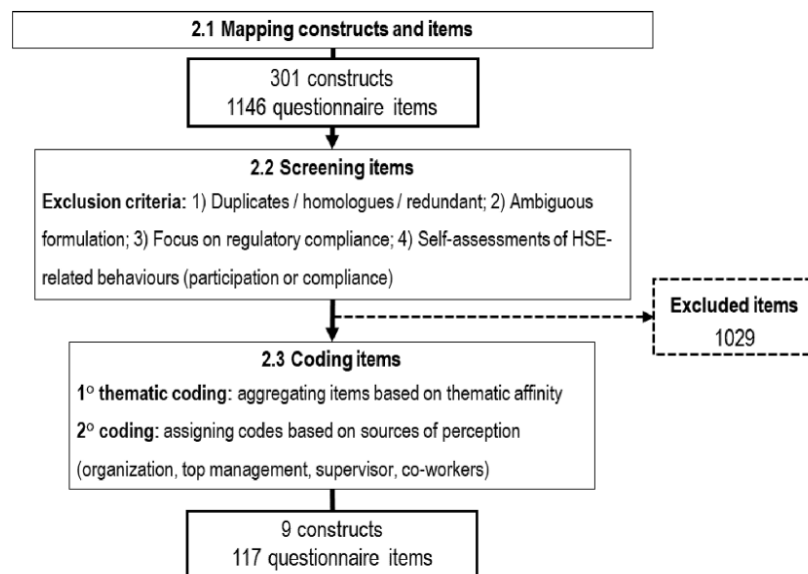 2.1 Mapping constructs and items
301 constructs
1146 questionnaire items
2.2 Screening items
Exclusion criteria: 1) Duplicates / homologues / redundant; 2) Ambiguous
formulation; 3) Focus on regulatory compliance; 4) Self-assessments of HSE-
related behaviours (participation or compliance)
Excluded items
1029
2.3 Coding items
1º thematic coding: aggregating items based on thematic affinity
2º coding: assigning codes based on sources of perception
(organization, top management, supervisor, co-workers)
9 constructs
117 questionnaire items